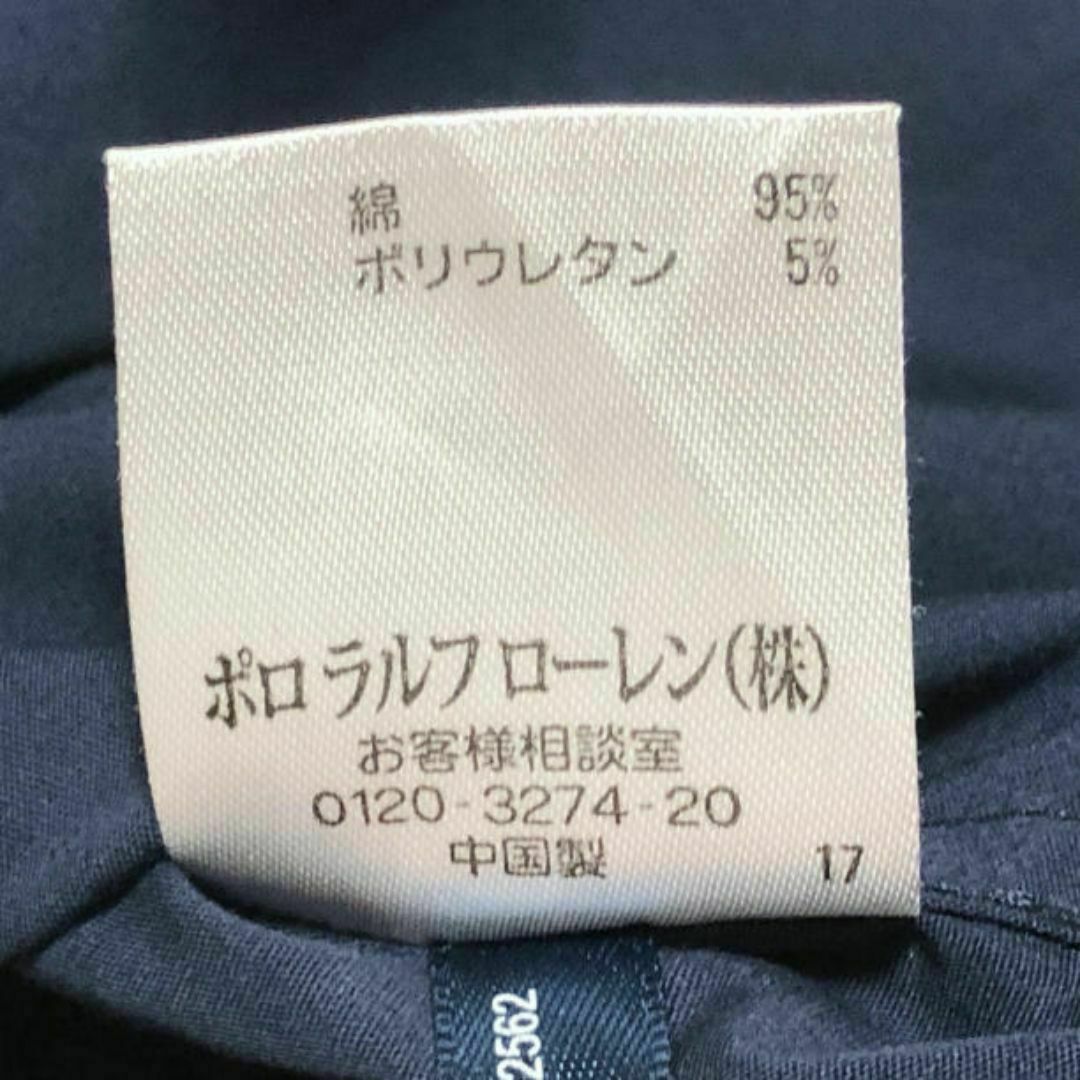 綿 95%
ポリウレタン 5%
ポロ ラルフ ローレン(株)
お客様相談室
0120-3274-20
中国製 17
2562